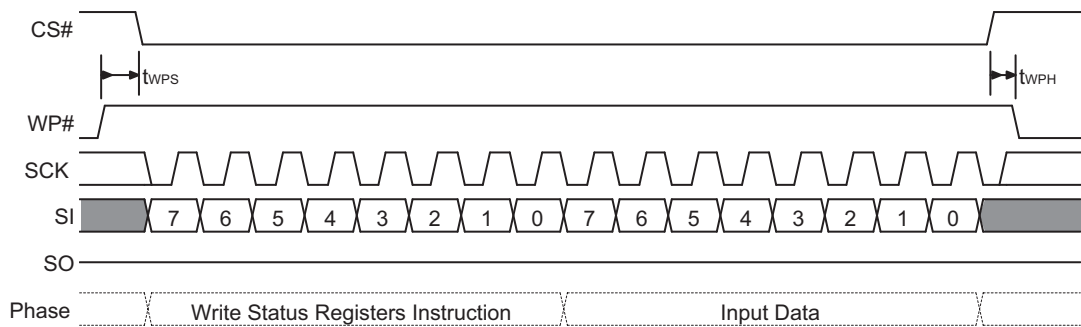 CS#
tWPS
tWPH
WP#
SCK
SI 7 6 5 4 3 2 1 0 7 6 5 4 3 2 1 0
SO
Phase Write Status Registers Instruction Input Data